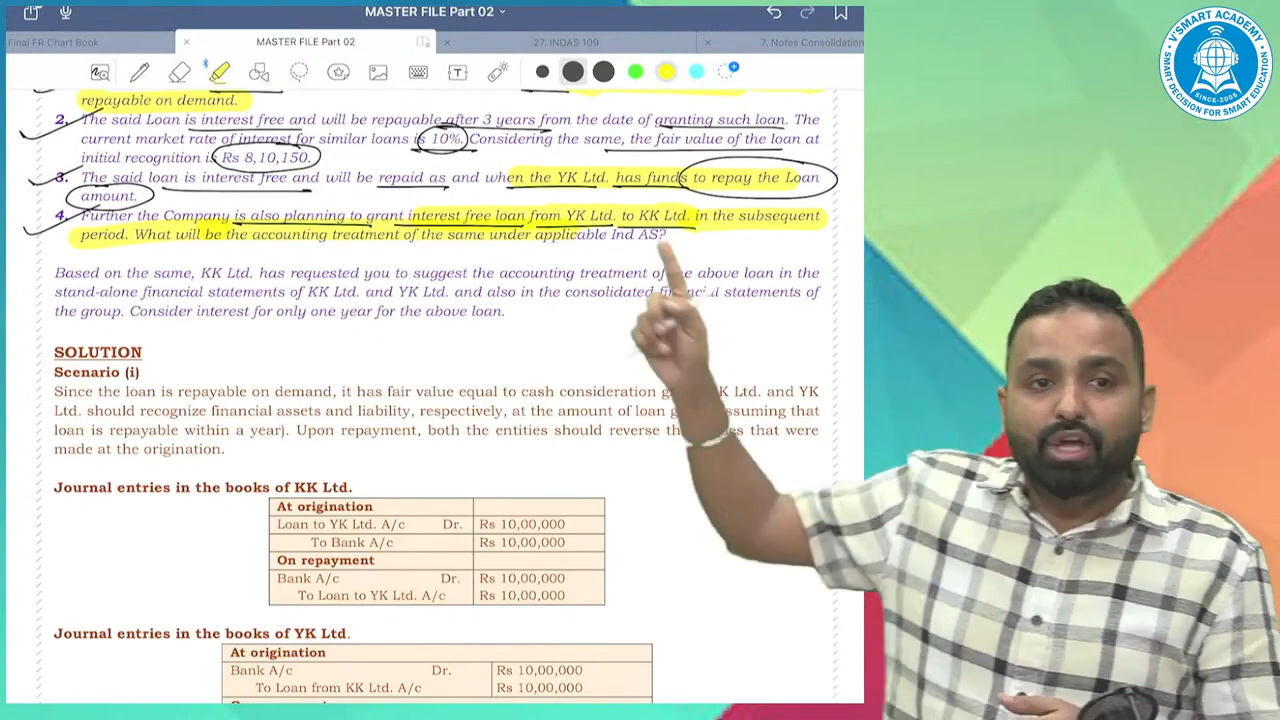 MASTER FILE Part 02
Final FR Chart Book
MASTER FILE Part 02
27. INDAS 109
7. Notes Consolidation
repayable on demand.
2. The said Loan is interest free and will be repayable after 3 years from the date of granting such loan. The
current market rate of interest for similar loans is 10%. Considering the same, the fair value of the loan at
initial recognition is Rs 8,10,150.
3. The said loan is interest free and will be repaid as and when the YK Ltd. has funds to repay the Loan
amount.
4. Further the Company is also planning to grant interest free loan from YK Ltd. to KK Ltd. in the subsequent
period. What will be the accounting treatment of the same under applicable Ind AS?
Based on the same, KK Ltd. has requested you to suggest the accounting treatment of the above loan in the
stand-alone financial statements of KK Ltd. and YK Ltd. and also in the consolidated financial statements of
the group. Consider interest for only one year for the above loan.
SOLUTION
Scenario (i)
Since the loan is repayable on demand, it has fair value equal to cash consideration Ltd. and YK
Ltd. should recognize financial assets and liability, respectively, at the amount of loan assuming that
loan is repayable within a year). Upon repayment, both the entities should reverse that were
made at the origination.
Journal entries in the books of KK Ltd.
At origination
Loan to YK Ltd. A/c Dr. Rs 10,00,000
To Bank A/c Rs 10,00,000
On repayment
Bank A/c Dr. Rs 10,00,000
To Loan to YK Ltd. A/c Rs 10,00,000
Journal entries in the books of YK Ltd.
At origination
Bank A/c Dr. Rs 10,00,000
To Loan from KK Ltd. A/c Rs 10,00,000
V'SMART ACADEMY
SINCE-2005
SMART DECISION FOR SMART EDUCATION